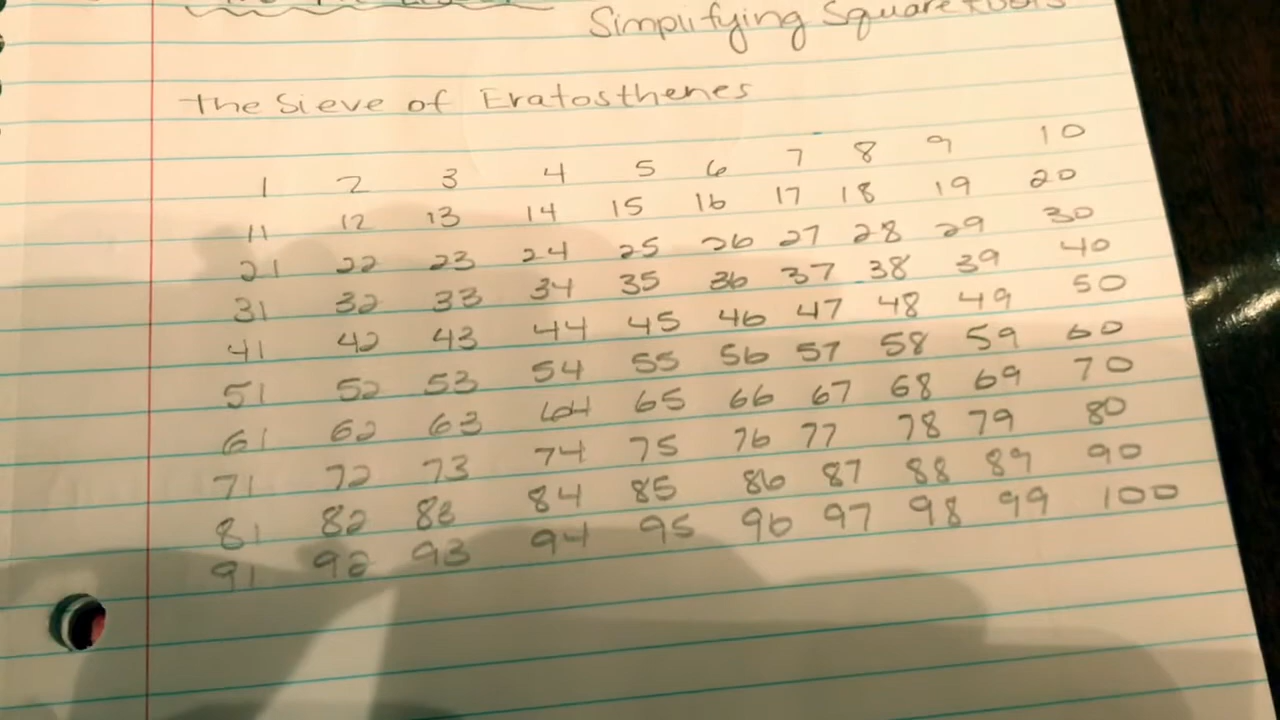 Simplifying Square Roots
The Sieve of Eratosthenes
1 2 3 4 5 6 7 8 9 10
11 12 13 14 15 16 17 18 19 20
21 22 23 24 25 26 27 28 29 30
31 32 33 34 35 36 37 38 39 40
41 42 43 44 45 46 47 48 49 50
51 52 53 54 55 56 57 58 59 60
61 62 63 64 65 66 67 68 69 70
71 72 73 74 75 76 77 78 79 80
81 82 83 84 85 86 87 88 89 90
91 92 93 94 95 96 97 98 99 100